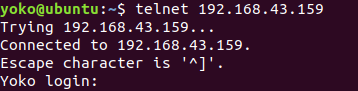 yoko@ubuntu:~$ telnet 192.168.43.159
Trying 192.168.43.159...
Connected to 192.168.43.159.
Escape character is '^]'.
Yoko login: